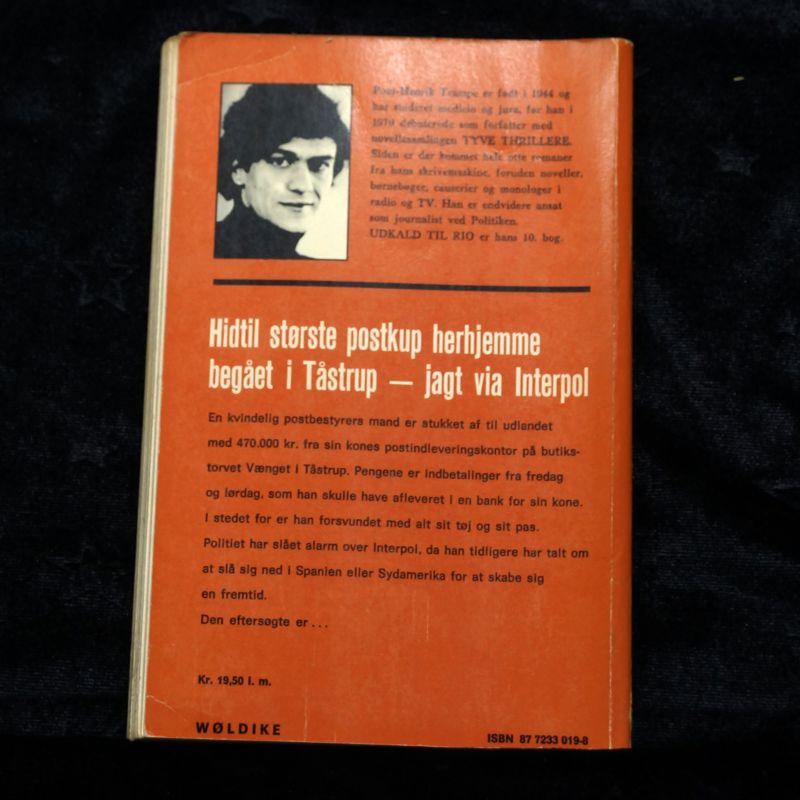 Poul-Henrik Trampe er født i 1944 og
har studeret medicin og jura, før han i
1970 debuterede som forfatter med
novellesamlingen TYVE THRILLERE.
Siden er der kommet hele otte romaner
fra hans skrivemaskine, foruden noveller,
børnebøger, causerier og monologer i
radio og TV. Han er endvidere ansat
som journalist ved Politiken.
UDKALD TIL RIO er hans 10. bog.
Hidtil største postkup herhjemme
begået i Tåstrup — jagt via Interpol
En kvindelig postbestyrers mand er stukket af til udlandet
med 470.000 kr. fra sin kones postindleveringskontor på butiks-
torvet Vænget i Tåstrup. Pengene er indbetalinger fra fredag
og lørdag, som han skulle have afleveret i en bank for sin kone.
I stedet for er han forsvundet med alt sit tøj og sit pas.
Politiet har slået alarm over Interpol, da han tidligere har talt om
at slå sig ned i Spanien eller Sydamerika for at skabe sig
en fremtid.
Den eftersøgte er . . .
Kr. 19,50 i. m.
WØLDIKE
ISBN 87 7233 019-8